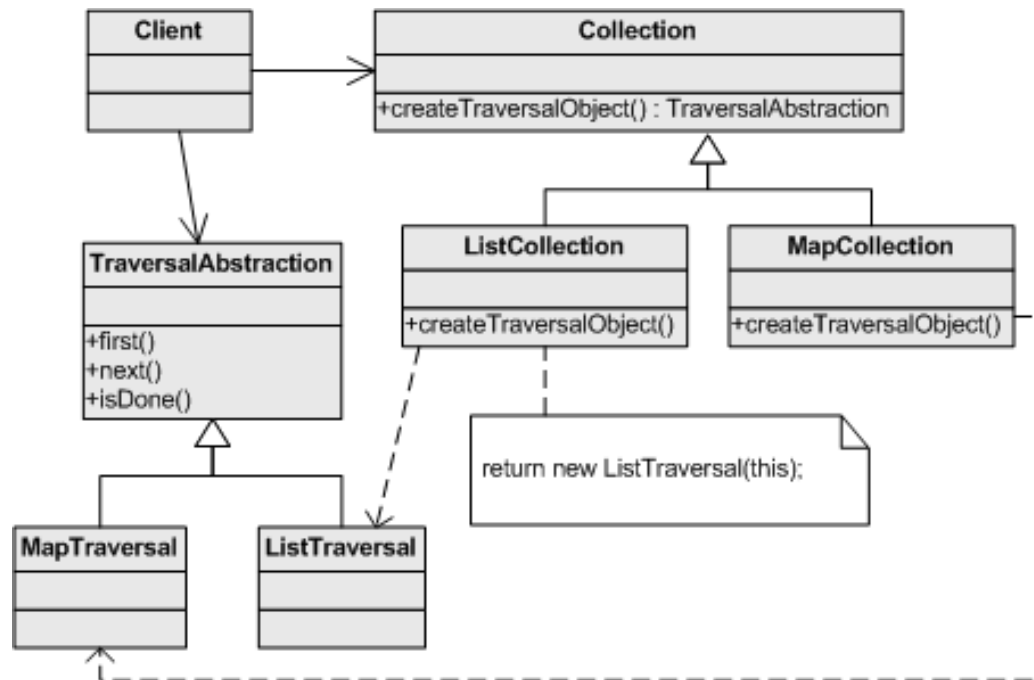 Client
Collection
+createTraversalObject() : TraversalAbstraction
TraversalAbstraction
+first()
+next()
+isDone()
ListCollection
+createTraversalObject()
MapCollection
+createTraversalObject()
return new ListTraversal(this);
MapTraversal
ListTraversal